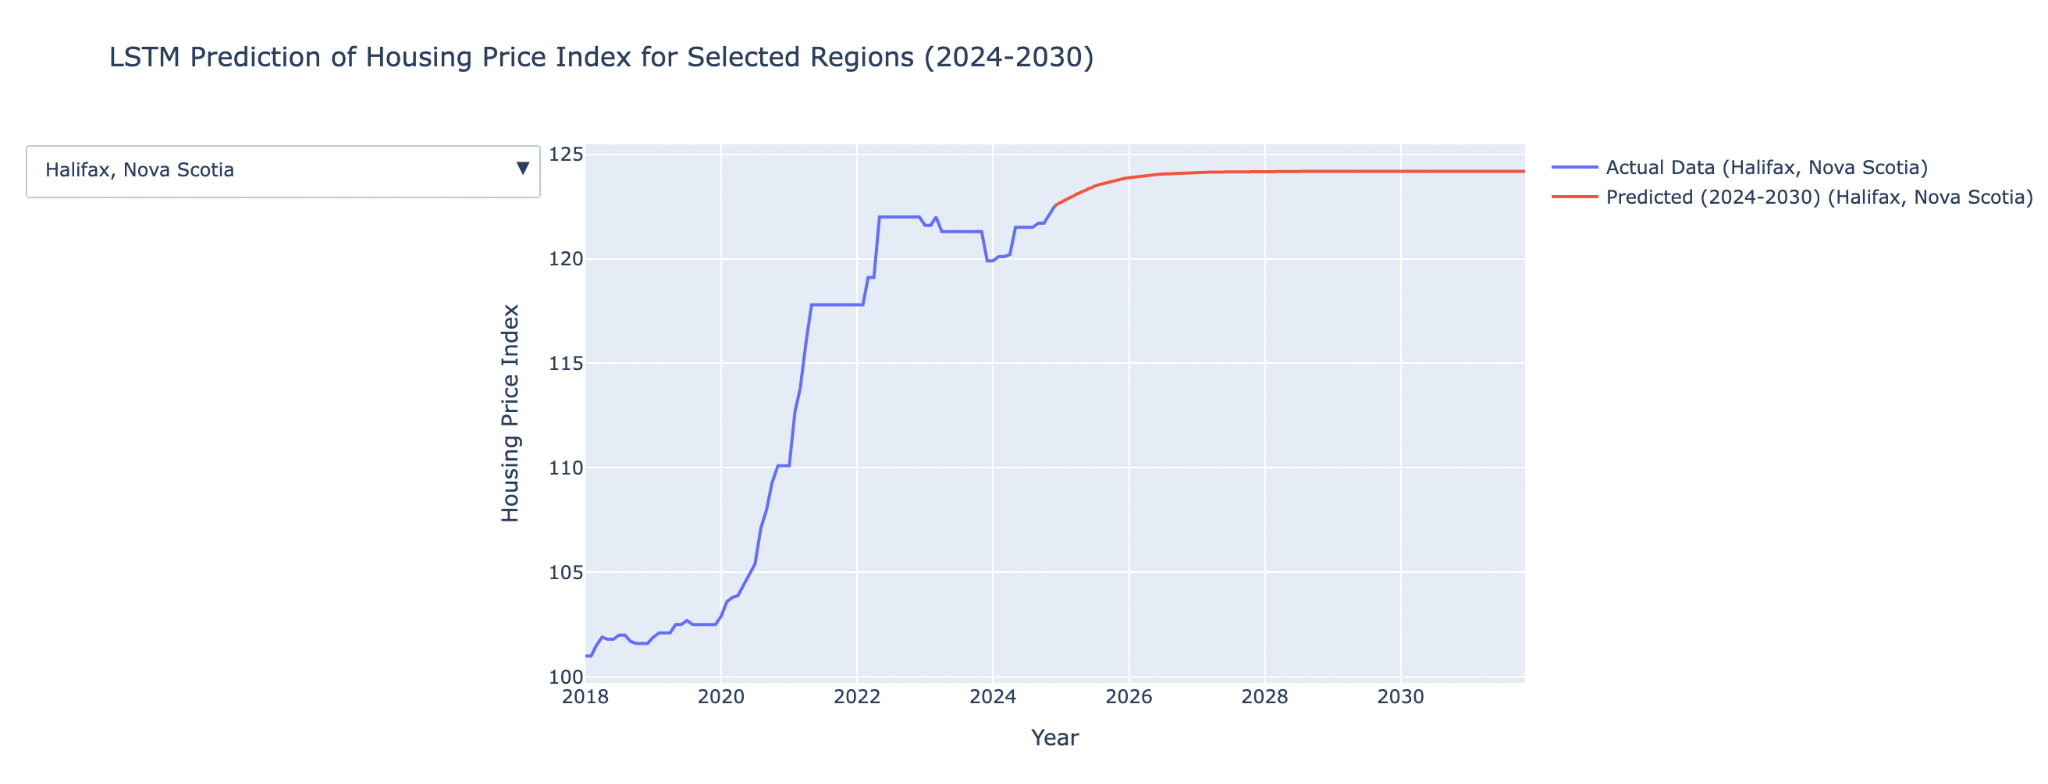 LSTM Prediction of Housing Price Index for Selected Regions (2024-2030)
Halifax, Nova Scotia ▼
Actual Data (Halifax, Nova Scotia)
Predicted (2024-2030) (Halifax, Nova Scotia)
Housing Price Index
125
120
115
110
105
100
2018 2020 2022 2024 2026 2028 2030
Year